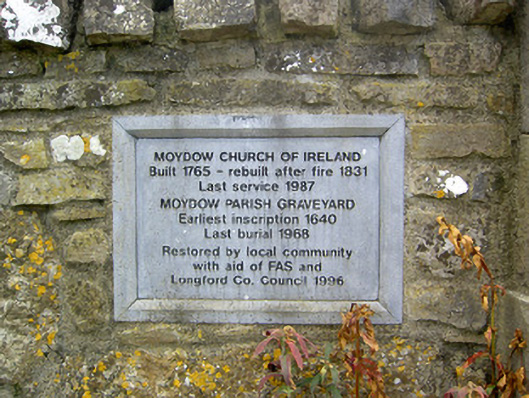 MOYDOW CHURCH OF IRELAND
Built 1765 - rebuilt after fire 1831
Last service 1987
MOYDOW PARISH GRAVEYARD
Earliest inscription 1640
Last burial 1968
Restored by local community
with aid of FAS and
Longford Co. Council 1996